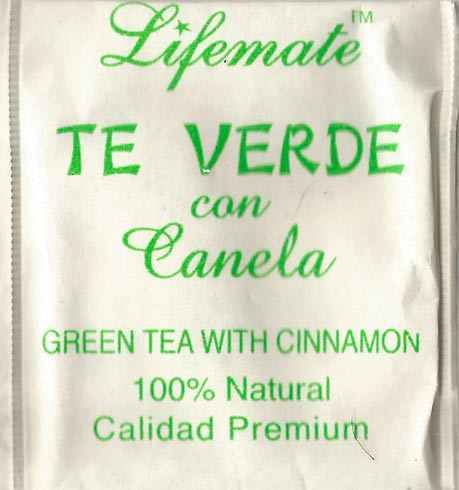 Lifemate™
TE VERDE
con
Canela
GREEN TEA WITH CINNAMON
100% Natural
Calidad Premium